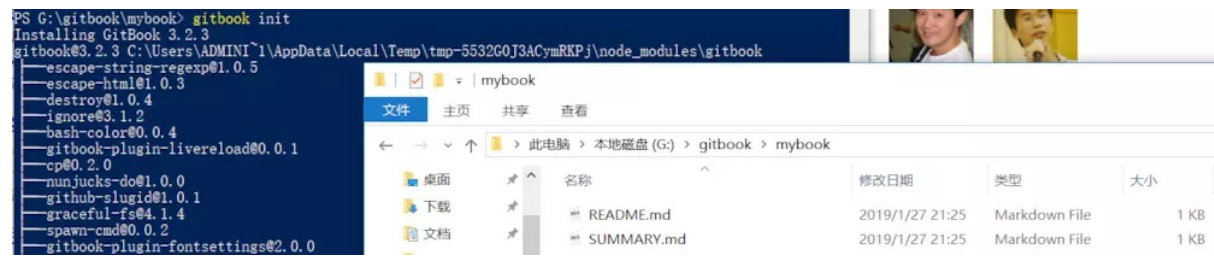 PS G:\gitbook\mybook> gitbook init
Installing GitBook 3.2.3
gitbook@3.2.3 C:\Users\ADMINI~1\AppData\Local\Temp\tmp-5532G0J3ACymRKPj\node_modules\gitbook
escape-string-regexp@1.0.5
escape-html@1.0.3
destroy@1.0.4
ignore@3.1.2
bash-color@0.0.4
gitbook-plugin-livereload@0.0.1
cp@0.2.0
nunjucks-do@1.0.0
github-slugid@1.0.1
graceful-fs@4.1.4
spawn-cmd@0.0.2
gitbook-plugin-fontsettings@2.0.0
mybook
文件 主页 共享 查看
此电脑 › 本地磁盘 (G:) › gitbook › mybook
桌面
下载
文档
名称 修改日期 类型 大小
README.md 2019/1/27 21:25 Markdown File 1 KB
SUMMARY.md 2019/1/27 21:25 Markdown File 1 KB